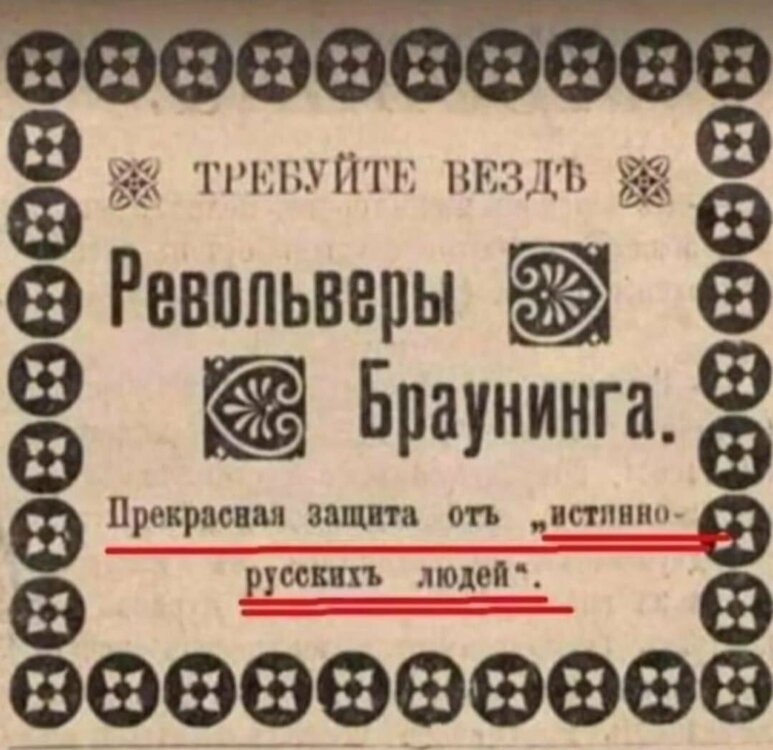 ТРЕБУЙТЕ ВЕЗДѢ
Револьверы
Браунинга.
Прекрасная защита отъ „истинно-
русскихъ людей“.